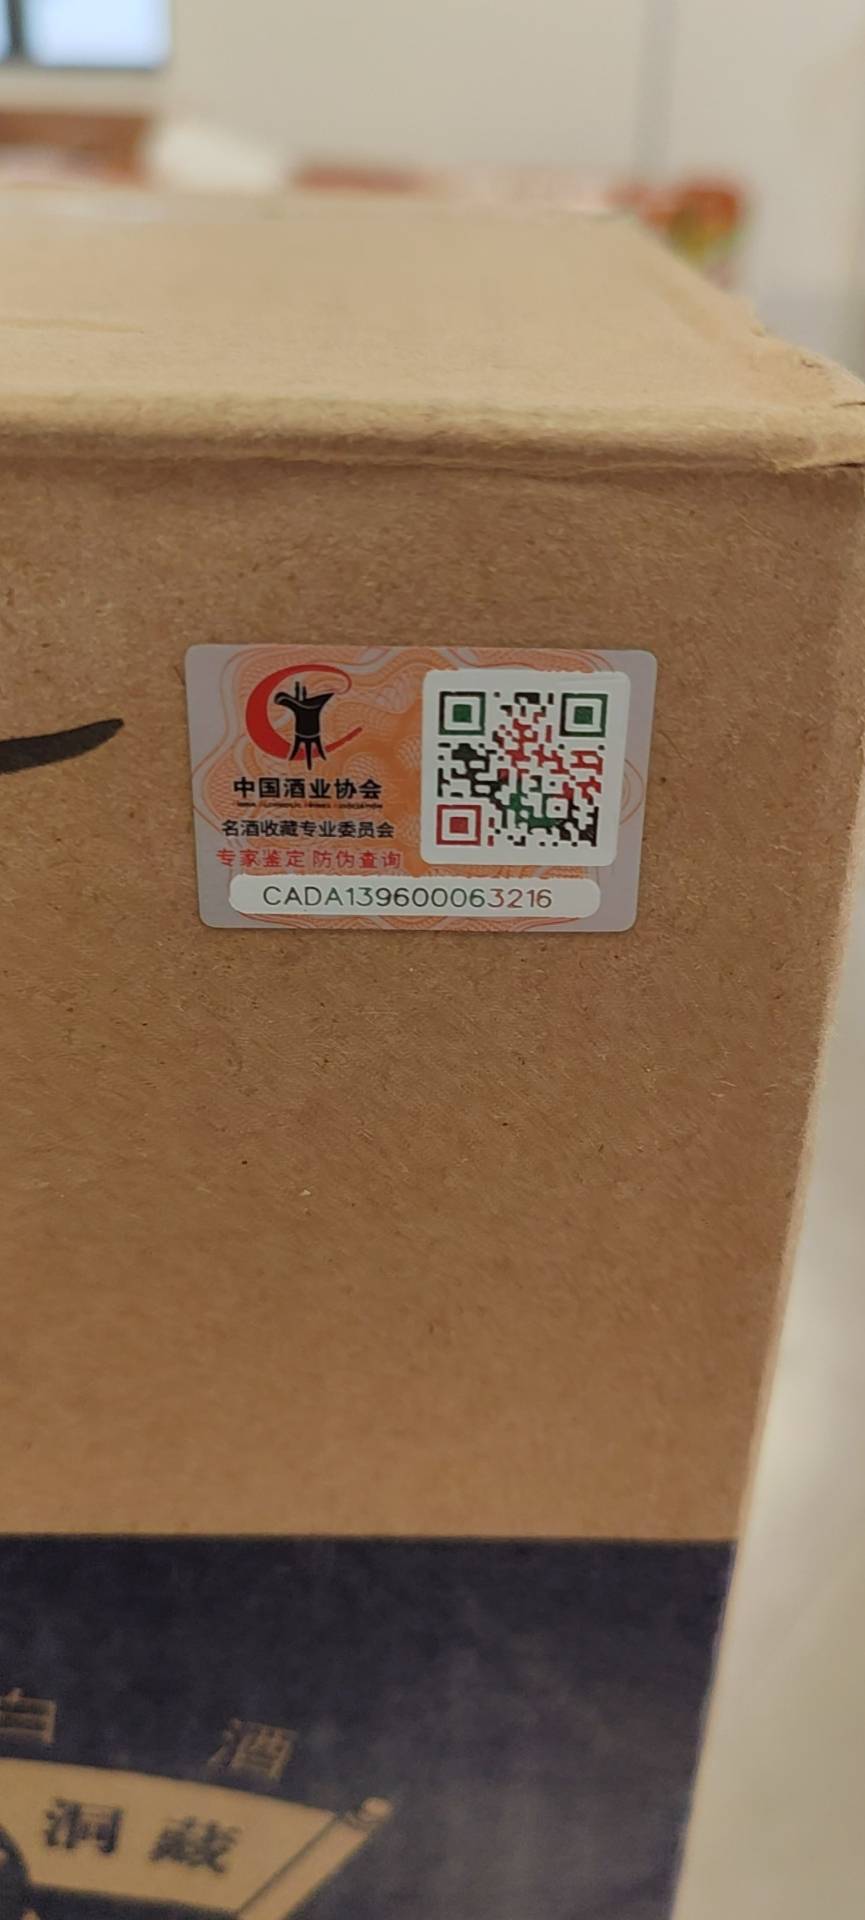 中国酒业协会
名酒收藏专业委员会
专家鉴定 防伪查询
CADA139600063216
白 酒
洞藏